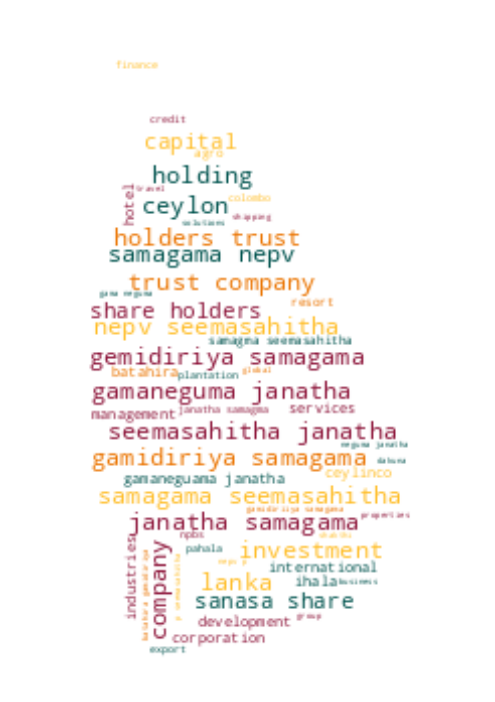 finance
credit
capital
agro
holding
hotel
travel
colombo
ceylon
shipping
solutions
holders trust
samagama nepv
trust company
gama neguma
resort
share holders
nepv seemasahitha
samagma seemasahitha
gemidiriya samagama
batahira
plantation
global
gamaneguma janatha
management
janatha samagma
services
seemasahitha janatha
neguma janatha
gamidiriya samagama
dakuna
ceylinco
gamaneguama janatha
samagama seemasahitha
gamidiriiya samagama
properties
janatha samagama
npbs
industries
company
pahala
investment
international
lanka
ihala
business
sanasa share
group
development
corporation
export